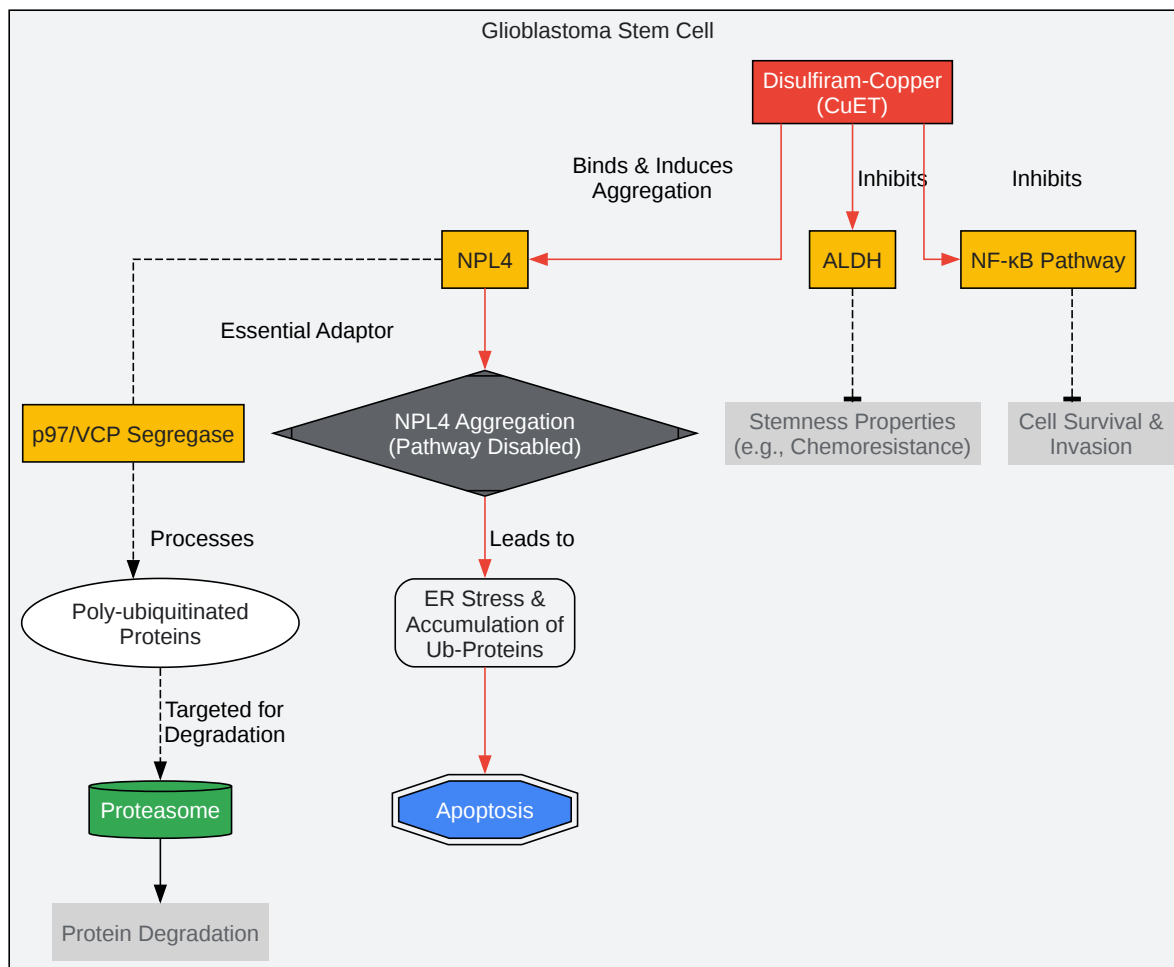 Glioblastoma Stem Cell
Disulfiram-Copper
(CuET)
Binds & Induces
Aggregation
Inhibits
Inhibits
NPL4
ALDH
NF-κB Pathway
Essential Adaptor
p97/VCP Segregase
NPL4 Aggregation
(Pathway Disabled)
Stemness Properties
(e.g., Chemoresistance)
Cell Survival &
Invasion
Processes
Leads to
Poly-ubiquitinated
Proteins
ER Stress &
Accumulation of
Ub-Proteins
Targeted for
Degradation
Proteasome
Apoptosis
Protein Degradation